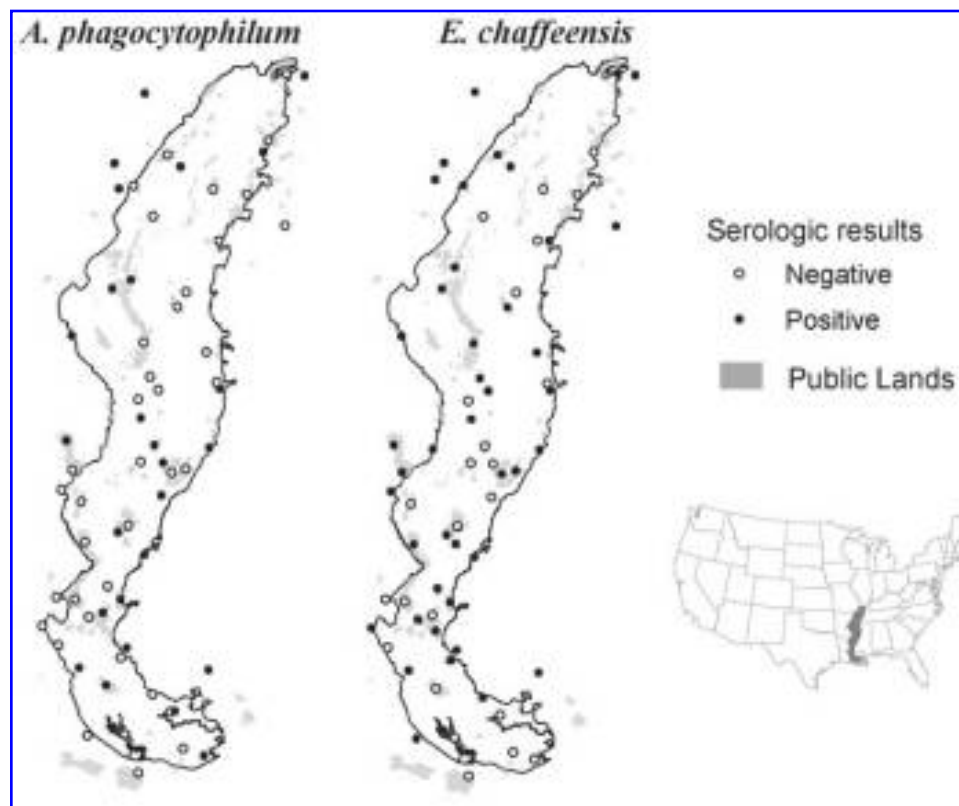 A. phagocytophilum
E. chaffeensis
Serologic results
Negative
Positive
Public Lands